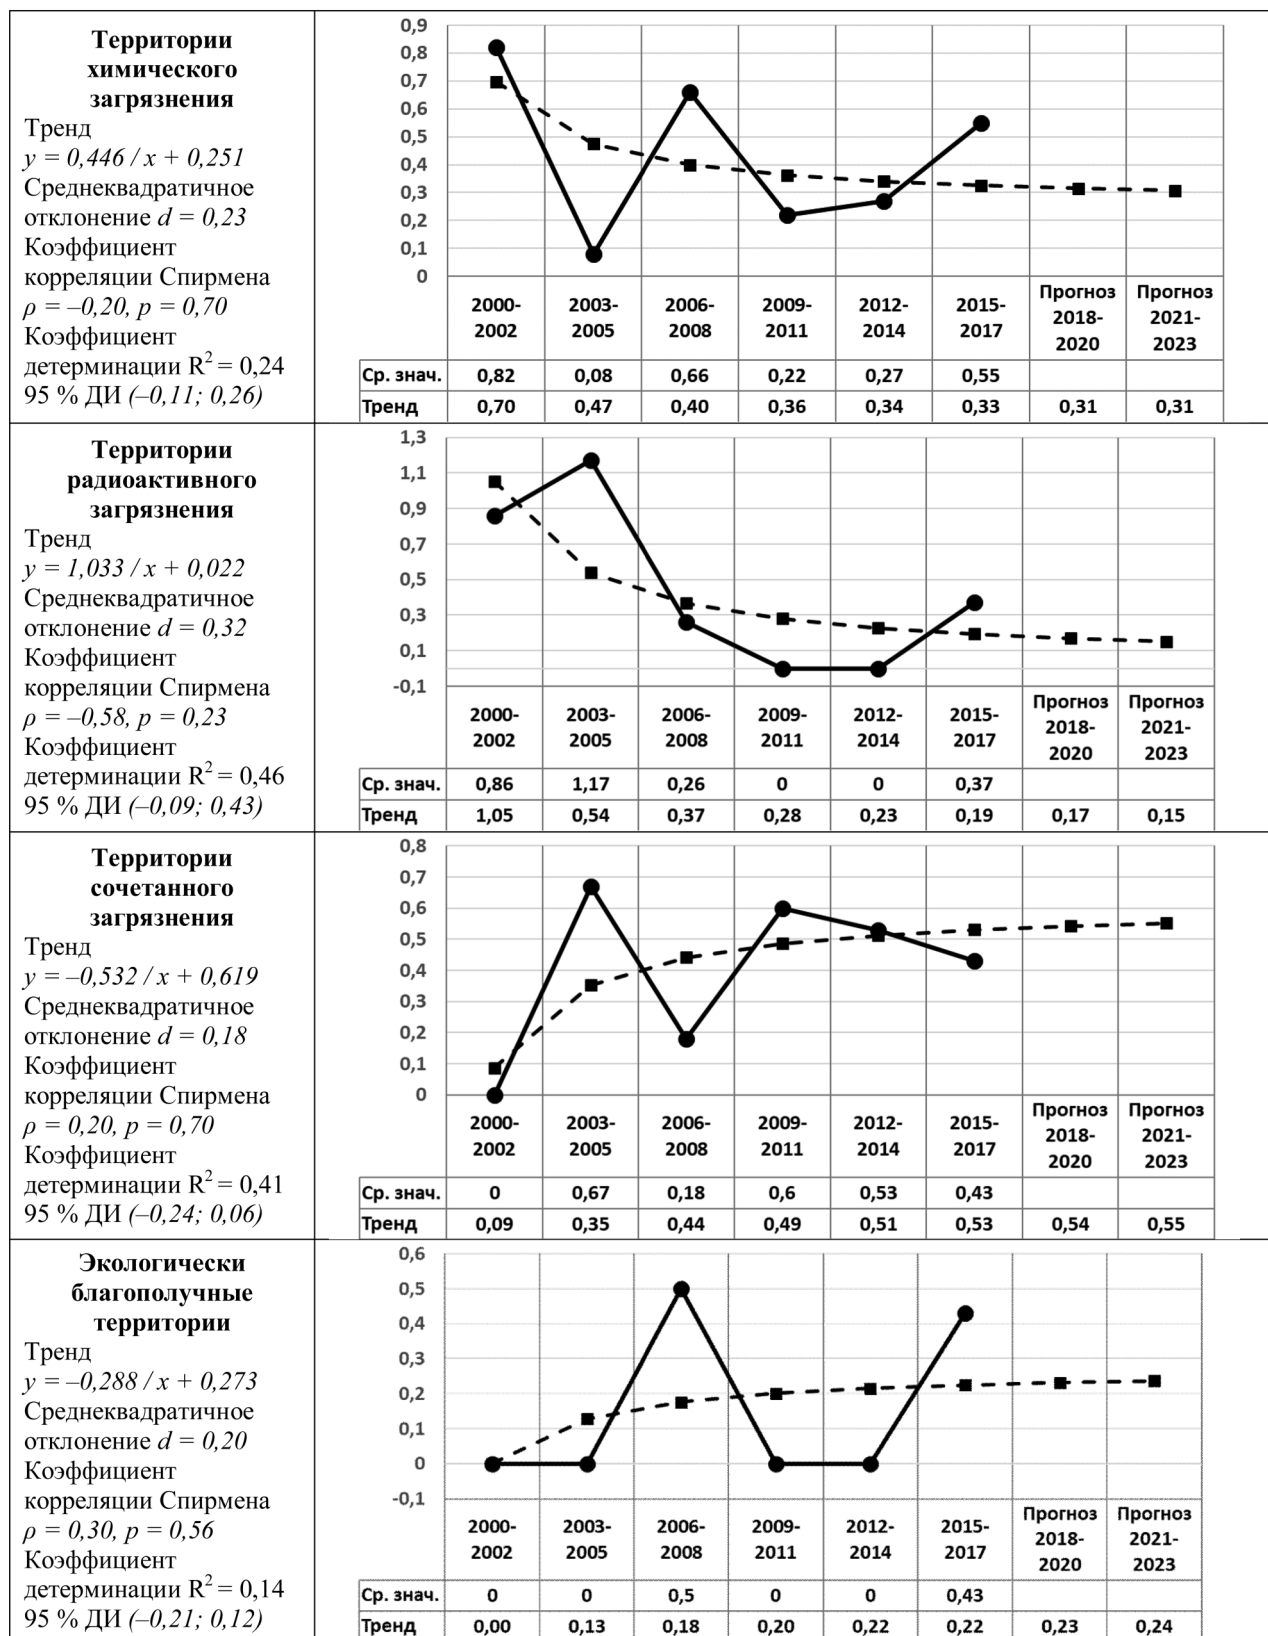 Территории
химического
загрязнения
Тренд
y = 0,446 / x + 0,251
Среднеквадратичное
отклонение d = 0,23
Коэффициент
корреляции Спирмена
ρ = –0,20, p = 0,70
Коэффициент
детерминации R² = 0,24
95 % ДИ (–0,11; 0,26)
0,9
0,8
0,7
0,6
0,5
0,4
0,3
0,2
0,1
0
2000-2002 2003-2005 2006-2008 2009-2011 2012-2014 2015-2017 Прогноз 2018-2020 Прогноз 2021-2023
Ср. знач. 0,82 0,08 0,66 0,22 0,27 0,55
Тренд 0,70 0,47 0,40 0,36 0,34 0,33 0,31 0,31
Территории
радиоактивного
загрязнения
Тренд
y = 1,033 / x + 0,022
Среднеквадратичное
отклонение d = 0,32
Коэффициент
корреляции Спирмена
ρ = –0,58, p = 0,23
Коэффициент
детерминации R² = 0,46
95 % ДИ (–0,09; 0,43)
1,3
1,1
0,9
0,7
0,5
0,3
0,1
-0,1
2000-2002 2003-2005 2006-2008 2009-2011 2012-2014 2015-2017 Прогноз 2018-2020 Прогноз 2021-2023
Ср. знач. 0,86 1,17 0,26 0 0 0,37
Тренд 1,05 0,54 0,37 0,28 0,23 0,19 0,17 0,15
Территории
сочетанного
загрязнения
Тренд
y = –0,532 / x + 0,619
Среднеквадратичное
отклонение d = 0,18
Коэффициент
корреляции Спирмена
ρ = 0,20, p = 0,70
Коэффициент
детерминации R² = 0,41
95 % ДИ (–0,24; 0,06)
0,8
0,7
0,6
0,5
0,4
0,3
0,2
0,1
0
2000-2002 2003-2005 2006-2008 2009-2011 2012-2014 2015-2017 Прогноз 2018-2020 Прогноз 2021-2023
Ср. знач. 0 0,67 0,18 0,6 0,53 0,43
Тренд 0,09 0,35 0,44 0,49 0,51 0,53 0,54 0,55
Экологически
благополучные
территории
Тренд
y = –0,288 / x + 0,273
Среднеквадратичное
отклонение d = 0,20
Коэффициент
корреляции Спирмена
ρ = 0,30, p = 0,56
Коэффициент
детерминации R² = 0,14
95 % ДИ (–0,21; 0,12)
0,6
0,5
0,4
0,3
0,2
0,1
0
-0,1
2000-2002 2003-2005 2006-2008 2009-2011 2012-2014 2015-2017 Прогноз 2018-2020 Прогноз 2021-2023
Ср. знач. 0 0 0,5 0 0 0,43
Тренд 0,00 0,13 0,18 0,20 0,22 0,22 0,23 0,24